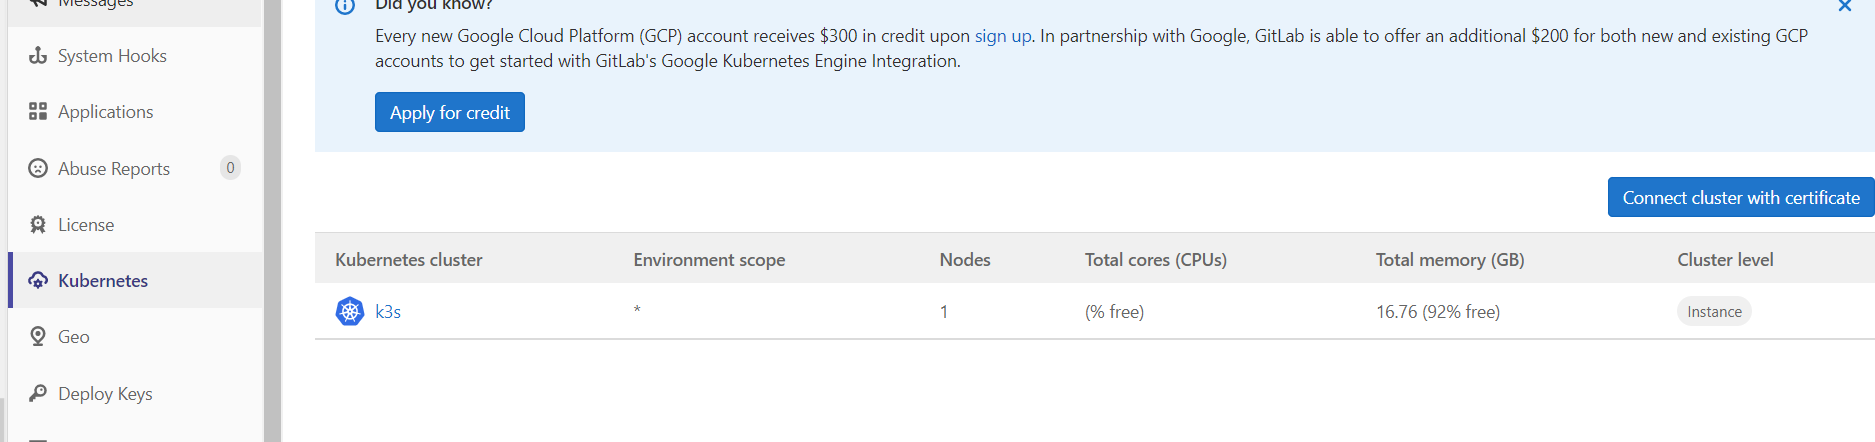 Messages
System Hooks
Applications
Abuse Reports 0
License
Kubernetes
Geo
Deploy Keys
Did you know?
Every new Google Cloud Platform (GCP) account receives $300 in credit upon sign up. In partnership with Google, GitLab is able to offer an additional $200 for both new and existing GCP
accounts to get started with GitLab's Google Kubernetes Engine Integration.
Apply for credit
Connect cluster with certificate
Kubernetes cluster Environment scope Nodes Total cores (CPUs) Total memory (GB) Cluster level
k3s * 1 (% free) 16.76 (92% free) Instance